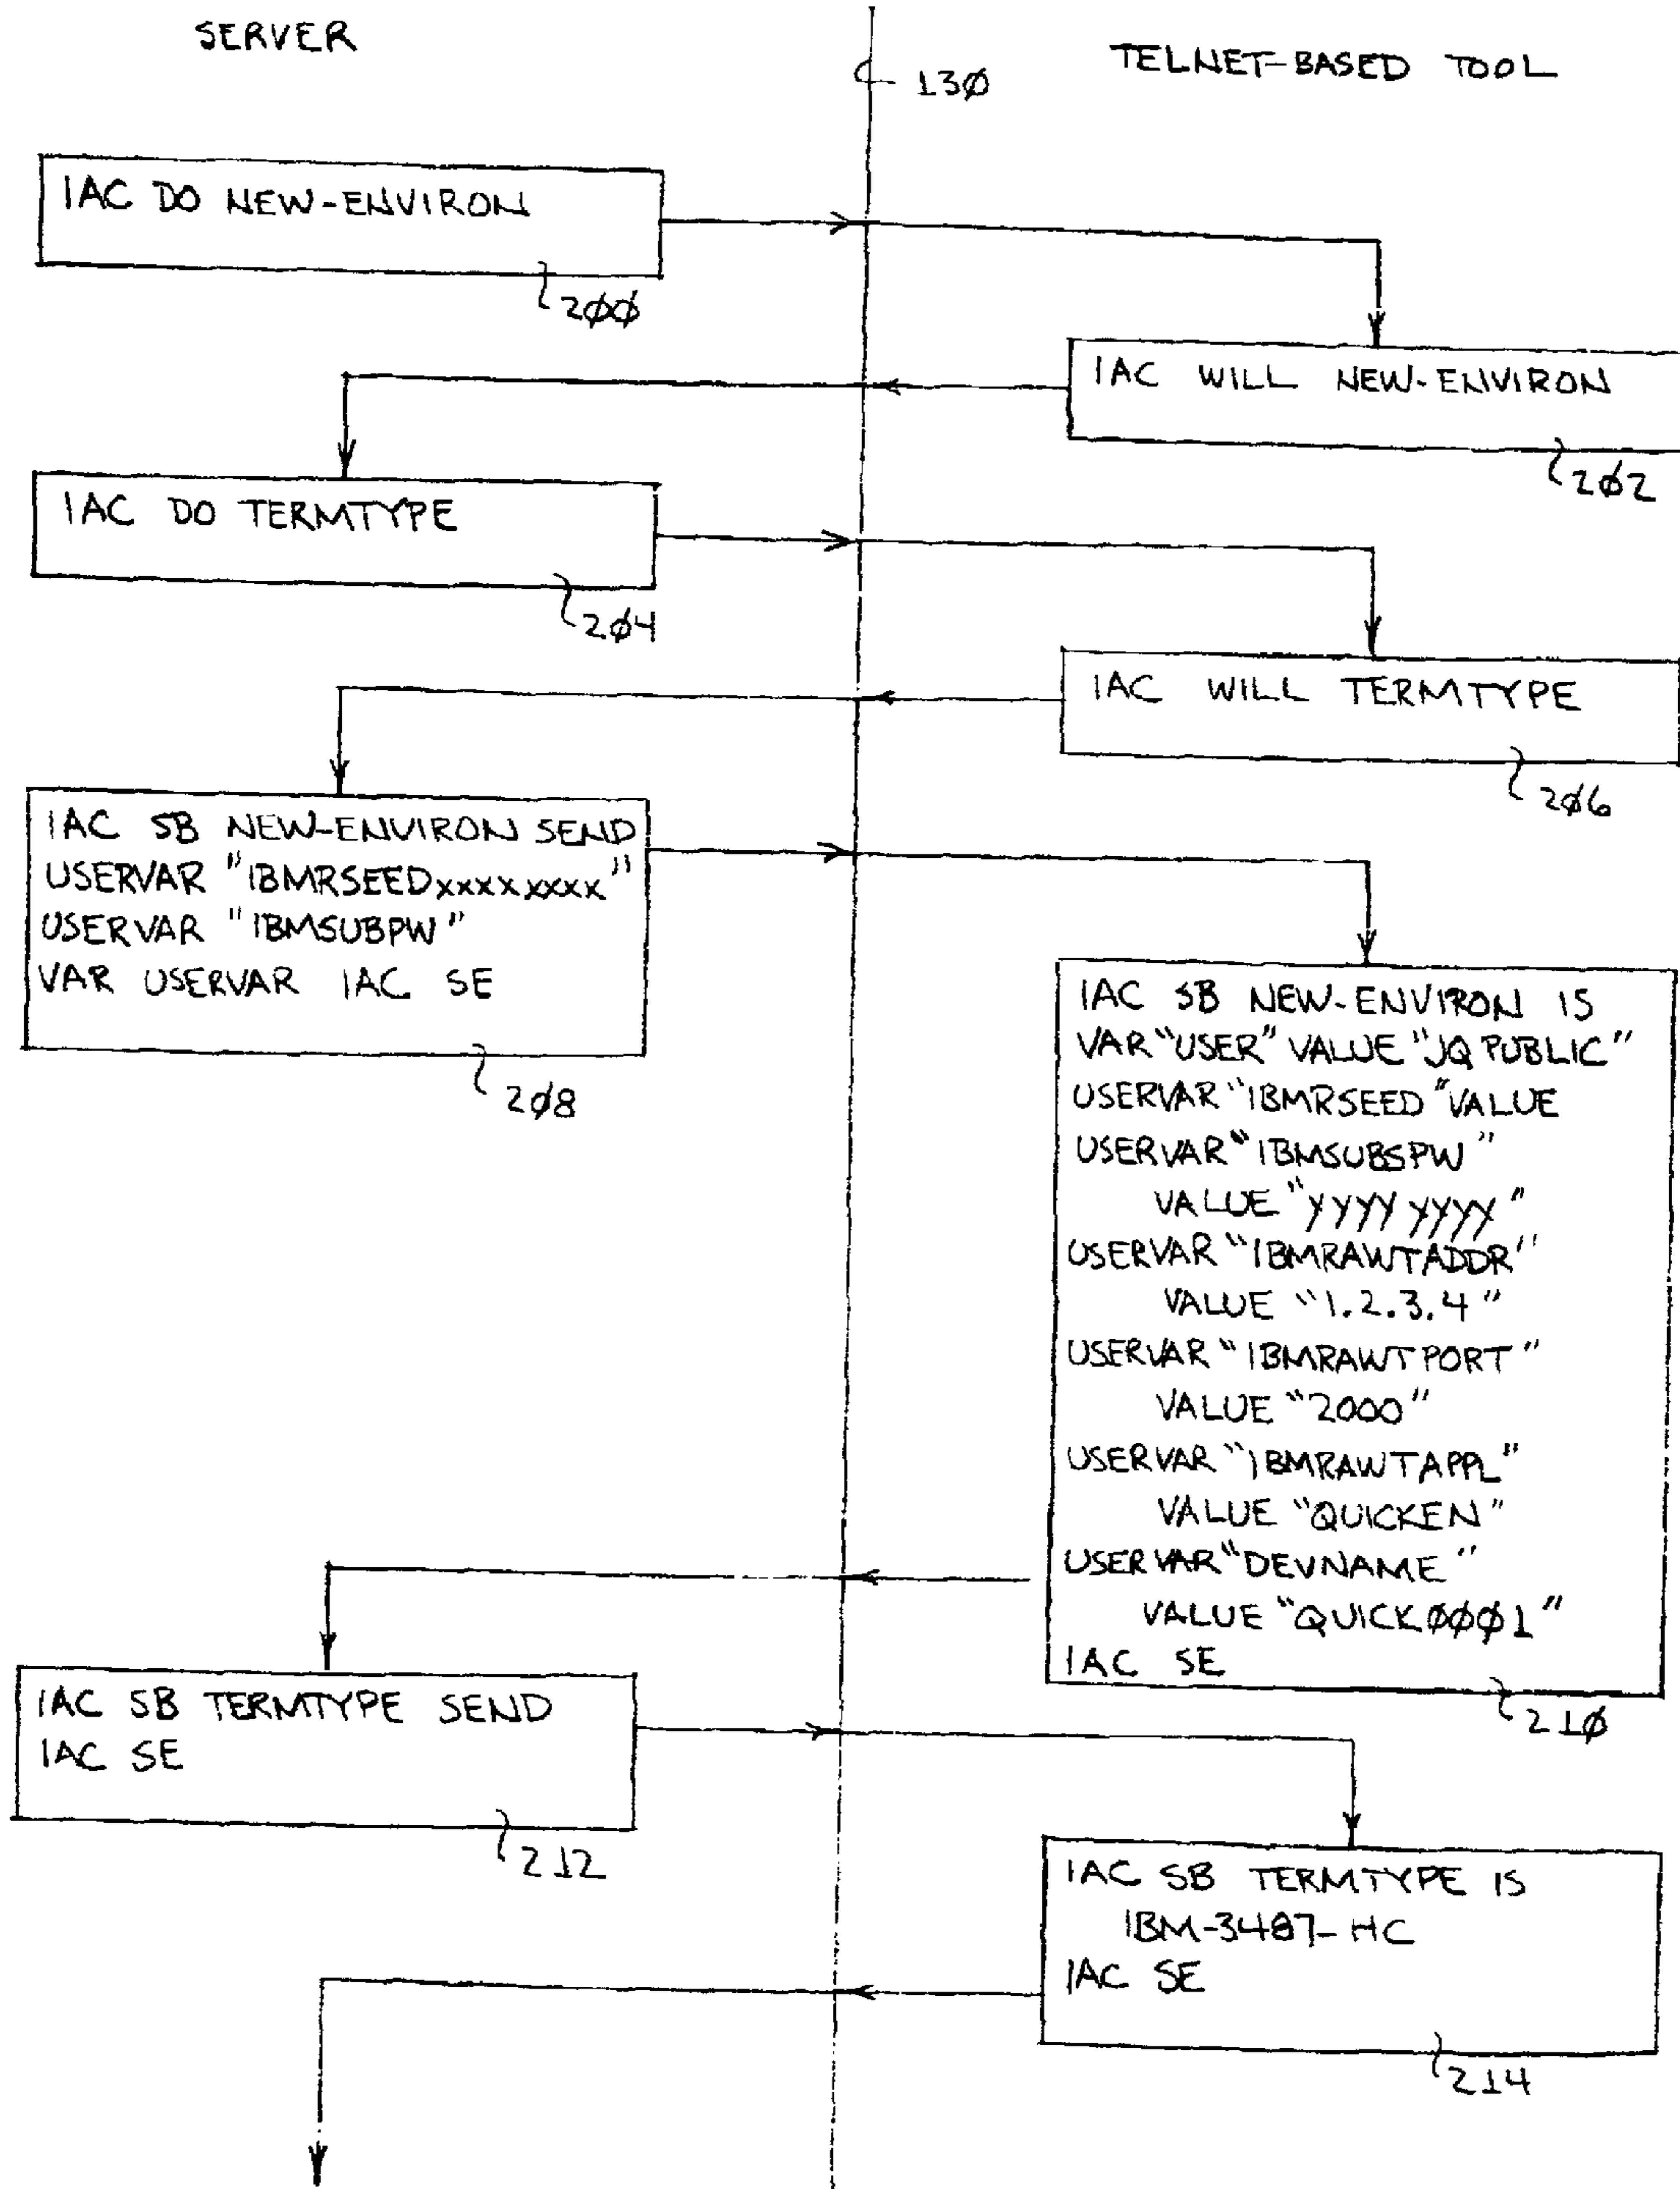 SERVER
TELNET-BASED TOOL
130
IAC DO NEW-ENVIRON
200
IAC WILL NEW-ENVIRON
202
IAC DO TERMTYPE
204
IAC WILL TERMTYPE
206
IAC SB NEW-ENVIRON SEND
USERVAR "IBMRSEEDxxxxxxxx"
USERVAR "IBMSUBPW"
VAR USERVAR IAC SE
208
IAC SB NEW-ENVIRON IS
VAR "USER" VALUE "JQPUBLIC"
USERVAR "IBMRSEED" VALUE
USERVAR "IBMSUBSPW"
VALUE "yyyyyyyy"
USERVAR "IBMRAWTADDR"
VALUE "1.2.3.4"
USERVAR "IBMRAWTPORT"
VALUE "2000"
USERVAR "IBMRAWTAPPL"
VALUE "QUICKEN"
USERVAR "DEVNAME"
VALUE "QUICK0001"
IAC SE
210
IAC SB TERMTYPE SEND
IAC SE
212
IAC SB TERMTYPE IS
IBM-3487-HC
IAC SE
214